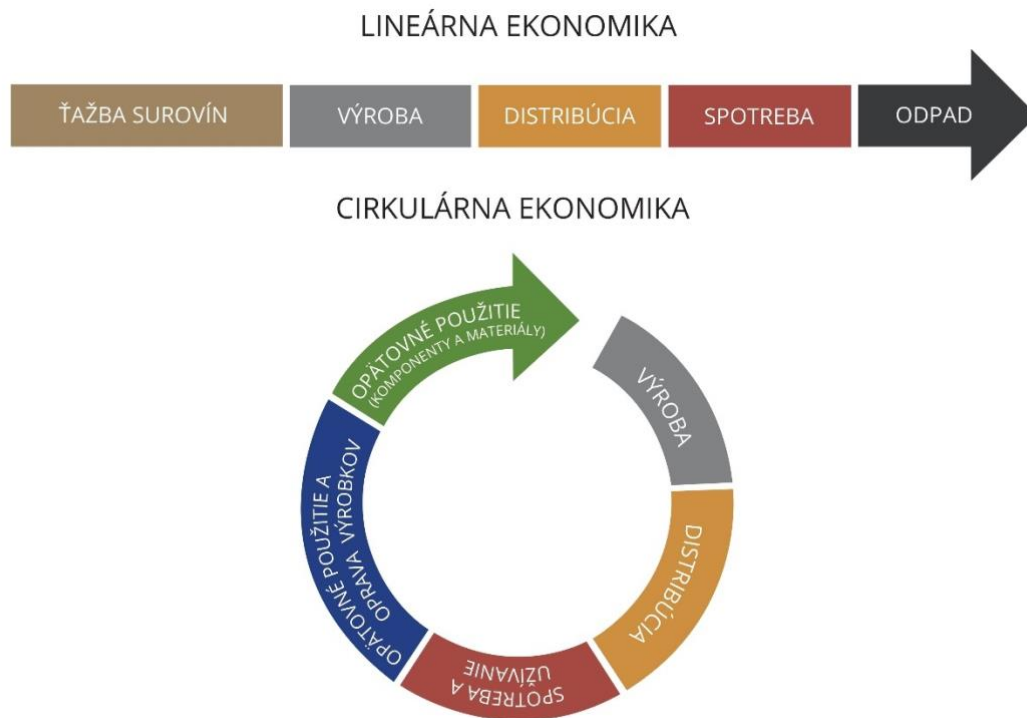 LINEÁRNA EKONOMIKA
ŤAŽBA SUROVÍN
VÝROBA
DISTRIBÚCIA
SPOTREBA
ODPAD
CIRKULÁRNA EKONOMIKA
OPÄTOVNÉ POUŽITIE
(KOMPONENTY A MATERIÁLY)
VÝROBA
DISTRIBÚCIA
SPOTREBA A
UŽÍVANIE
OPÄTOVNÉ POUŽITIE A
OPRAVA VÝROBKOV